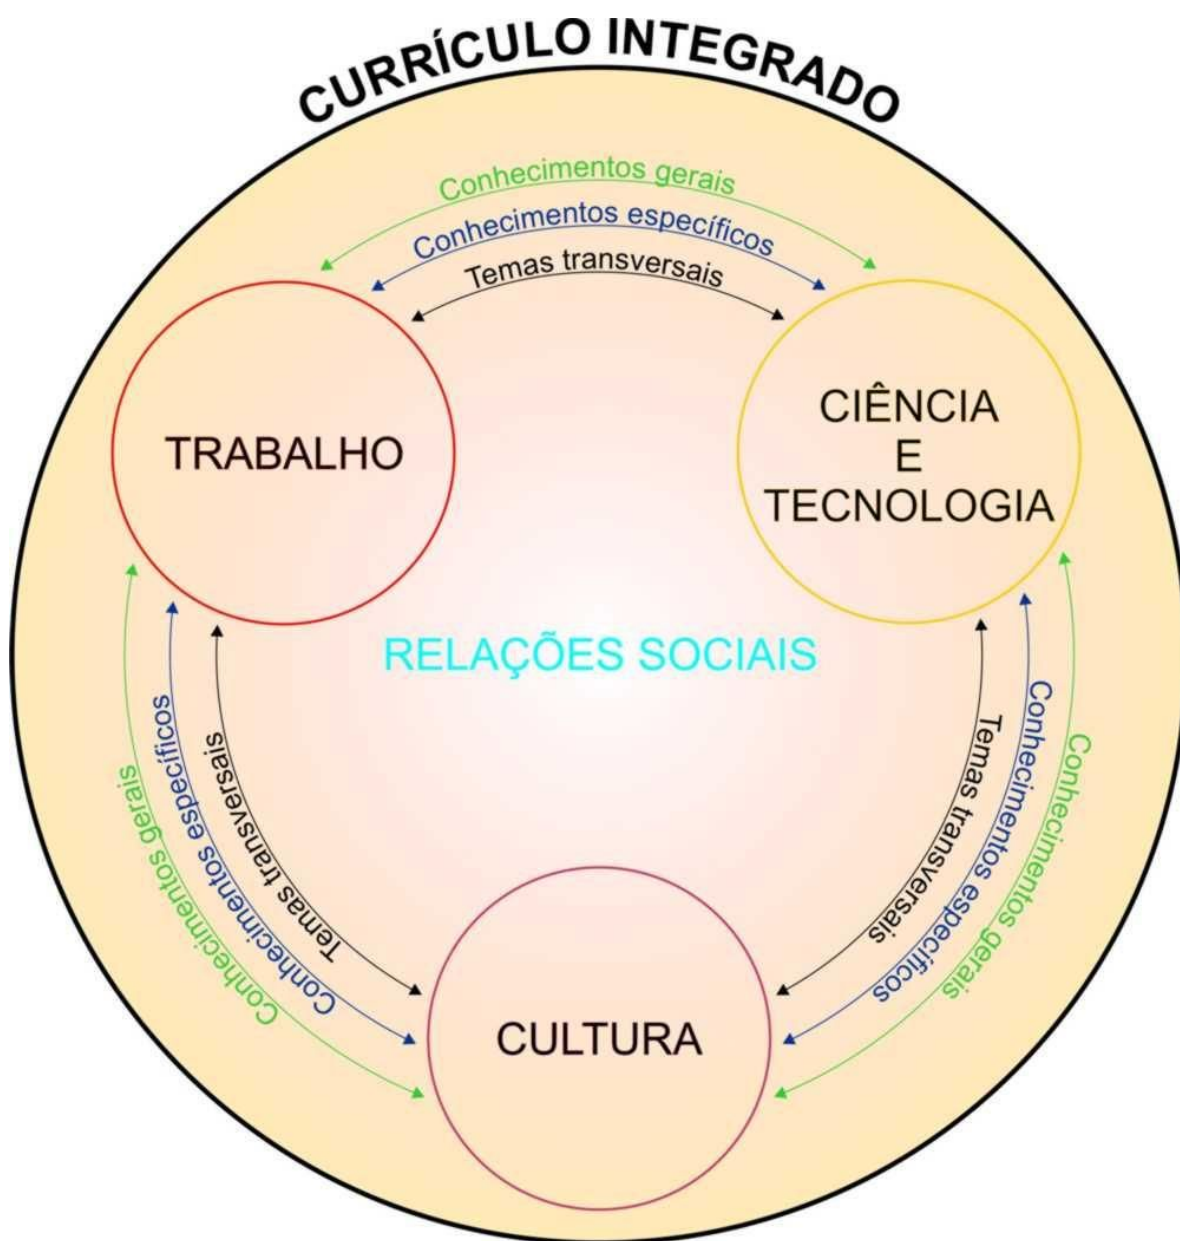 CURRÍCULO INTEGRADO
Conhecimentos gerais
Conhecimentos específicos
Temas transversais
TRABALHO
CIÊNCIA
E
TECNOLOGIA
RELAÇÕES SOCIAIS
Conhecimentos gerais
Conhecimentos específicos
Temas transversais
Temas transversais
Conhecimentos específicos
Conhecimentos gerais
CULTURA